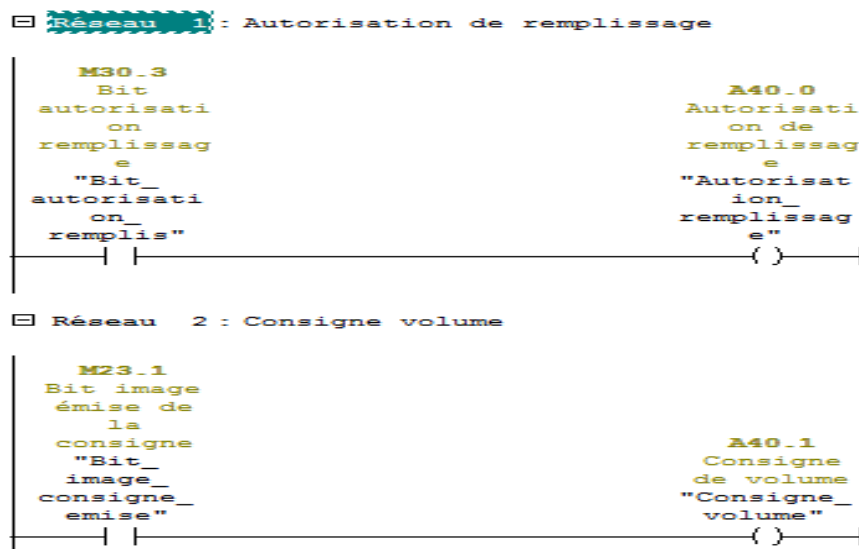 Réseau 1 : Autorisation de remplissage
M30.3
Bit
autorisati
on
remplissag
e
"Bit_
autorisati
on_
remplis"
A40.0
Autorisati
on de
remplissag
e
"Autorisat
ion_
remplissag
e"
Réseau 2 : Consigne volume
M23.1
Bit image
émise de
la
consigne
"Bit_
image_
consigne_
emise"
A40.1
Consigne
de volume
"Consigne_
volume"